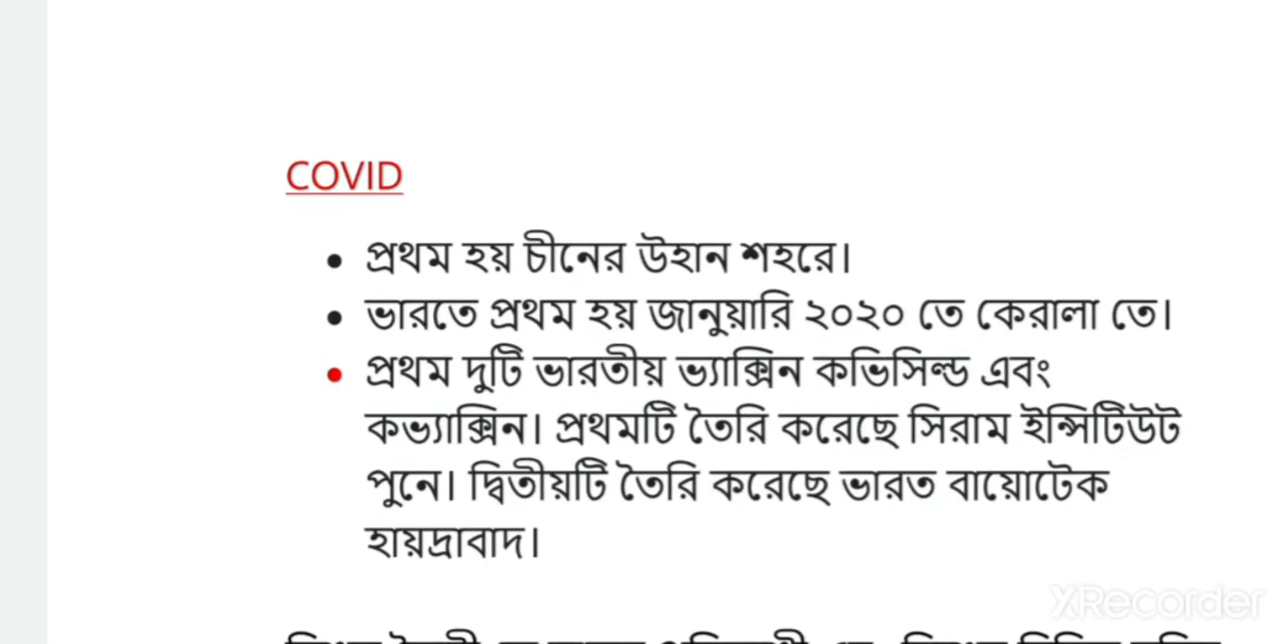 COVID
প্রথম হয় চীনের উহান শহরে।
ভারতে প্রথম হয় জানুয়ারি ২০২০ তে কেরালা তে।
প্রথম দুটি ভারতীয় ভ্যাক্সিন কভিসিল্ড এবং
কভ্যাক্সিন। প্রথমটি তৈরি করেছে সিরাম ইন্সিটিউট
পুনে। দ্বিতীয়টি তৈরি করেছে ভারত বায়োটেক
হায়দ্রাবাদ।
XRecorder